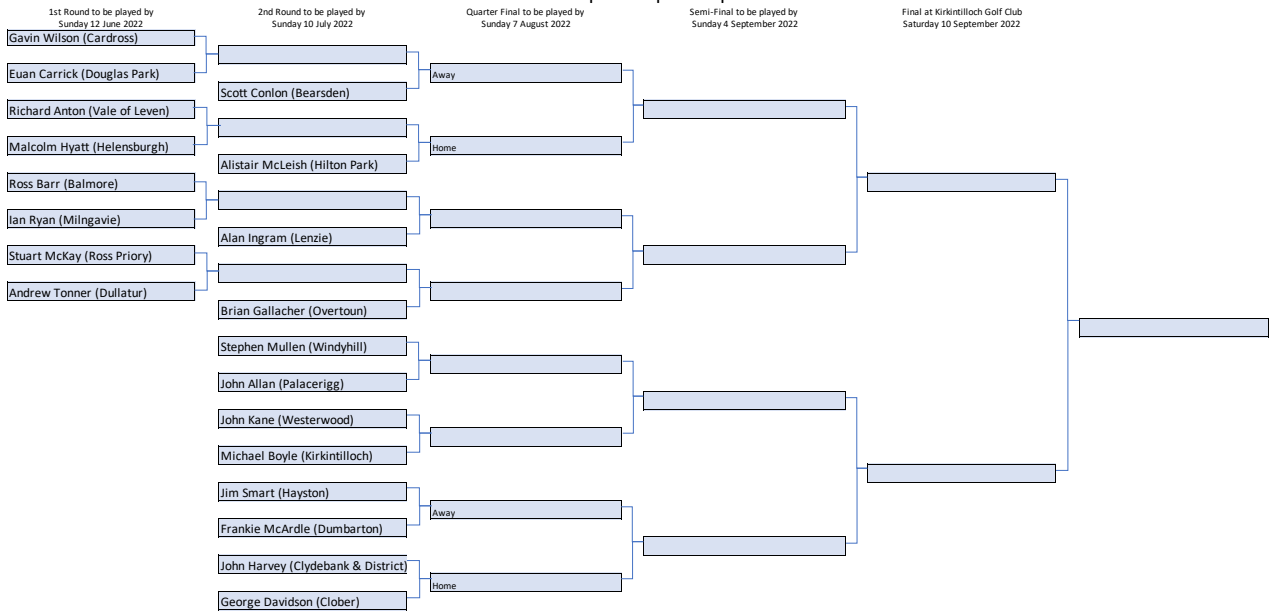 1st Round to be played by
Sunday 12 June 2022
2nd Round to be played by
Sunday 10 July 2022
Quarter Final to be played by
Sunday 7 August 2022
Semi-Final to be played by
Sunday 4 September 2022
Final at Kirkintilloch Golf Club
Saturday 10 September 2022
Gavin Wilson (Cardross)
Euan Carrick (Douglas Park)
Richard Anton (Vale of Leven)
Malcolm Hyatt (Helensburgh)
Ross Barr (Balmore)
Ian Ryan (Milngavie)
Stuart McKay (Ross Priory)
Andrew Tonner (Dullatur)
Scott Conlon (Bearsden)
Alistair McLeish (Hilton Park)
Alan Ingram (Lenzie)
Brian Gallacher (Overtoun)
Stephen Mullen (Windyhill)
John Allan (Palacerigg)
John Kane (Westerwood)
Michael Boyle (Kirkintilloch)
Jim Smart (Hayston)
Frankie McArdle (Dumbarton)
John Harvey (Clydebank & District)
George Davidson (Clober)
Away
Home
Away
Home